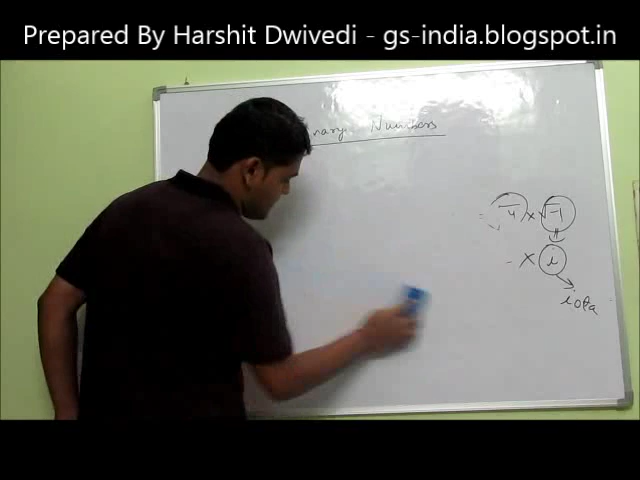 Prepared By Harshit Dwivedi - gs-india.blogspot.in
Numbers
= √4 × √-1
- × i
iota